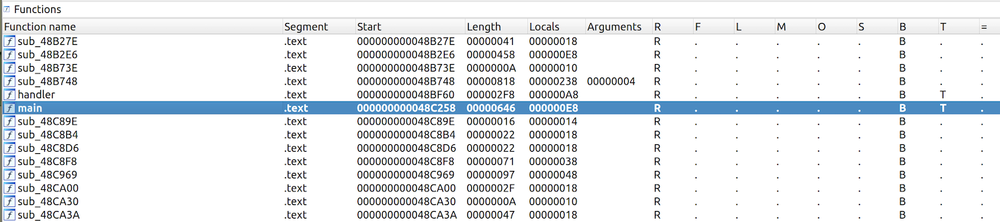 Functions
Function name Segment Start Length Locals Arguments R F L M O S B T =
sub_48B27E .text 000000000048B27E 00000041 00000018 R . . . . . B . .
sub_48B2E6 .text 000000000048B2E6 00000458 000000E8 R . . . . . B . .
sub_48B73E .text 000000000048B73E 0000000A 00000010 R . . . . . B . .
sub_48B748 .text 000000000048B748 00000818 00000238 00000004 R . . . . . B . .
handler .text 000000000048BF60 000002F8 000000A8 R . . . . . B T .
main .text 000000000048C258 00000646 000000E8 R . . . . . B T .
sub_48C89E .text 000000000048C89E 00000016 00000014 R . . . . . B . .
sub_48C8B4 .text 000000000048C8B4 00000022 00000018 R . . . . . B . .
sub_48C8D6 .text 000000000048C8D6 00000022 00000018 R . . . . . B . .
sub_48C8F8 .text 000000000048C8F8 00000071 00000038 R . . . . . B . .
sub_48C969 .text 000000000048C969 00000097 00000048 R . . . . . B . .
sub_48CA00 .text 000000000048CA00 0000002F 00000018 R . . . . . B . .
sub_48CA30 .text 000000000048CA30 0000000A 00000010 R . . . . . B . .
sub_48CA3A .text 000000000048CA3A 00000047 00000018 R . . . . . B . .